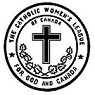 THE CATHOLIC WOMEN'S LEAGUE
OF CANADA
FOR GOD AND CANADA